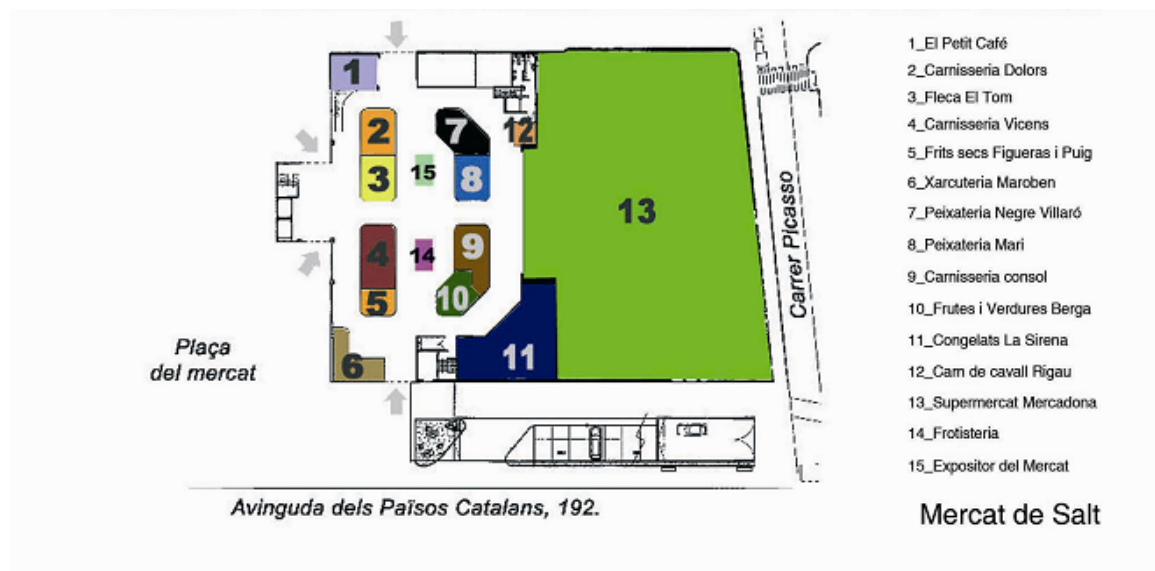 1
2
7
12
3
15
8
13
4
14
9
5
10
6
11
Plaça
del mercat
Carrer Picasso
Avinguda dels Països Catalans, 192.
1_El Petit Café
2_Carnisseria Dolors
3_Fleca El Tom
4_Carnisseria Vicens
5_Frits secs Figueras i Puig
6_Xarcuteria Maroben
7_Peixateria Negre Villaró
8_Peixateria Mari
9_Carnisseria consol
10_Frutes i Verdures Berga
11_Congelats La Sirena
12_Carn de cavall Rigau
13_Supermercat Mercadona
14_Frotisteria
15_Expositor del Mercat
Mercat de Salt